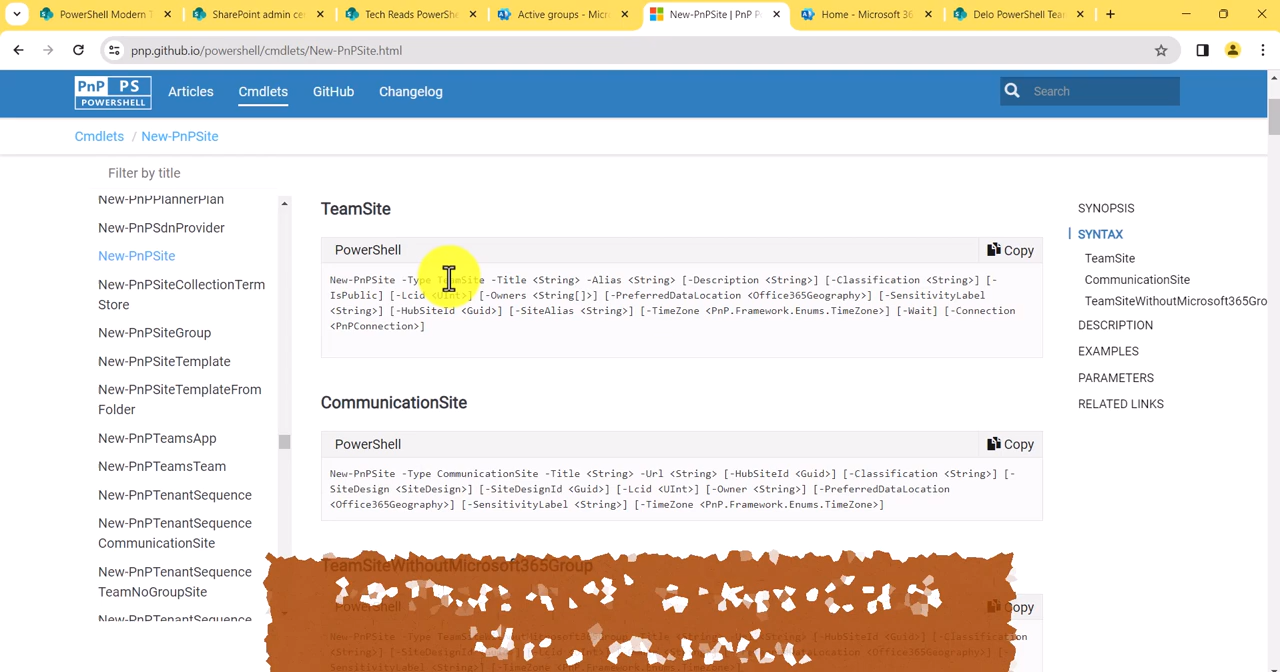 PowerShell Modern T
SharePoint admin ce
Tech Reads PowerShe
Active groups - Micr
New-PnPSite | PnP P
Home - Microsoft 36
Delo PowerShell Tea
pnp.github.io/powershell/cmdlets/New-PnPSite.html
PnP PS
POWERSHELL
Articles
Cmdlets
GitHub
Changelog
Search
Cmdlets / New-PnPSite
Filter by title
New-PnPPlannerPlan
New-PnPSdnProvider
New-PnPSite
New-PnPSiteCollectionTerm
Store
New-PnPSiteGroup
New-PnPSiteTemplate
New-PnPSiteTemplateFrom
Folder
New-PnPTeamsApp
New-PnPTeamsTeam
New-PnPTenantSequence
New-PnPTenantSequence
CommunicationSite
New-PnPTenantSequence
TeamNoGroupSite
New-PnPTenantSequence
TeamSite
PowerShell
Copy
New-PnPSite -Type TeamSite -Title <String> -Alias <String> [-Description <String>] [-Classification <String>] [-
IsPublic] [-Lcid <UInt>] [-Owners <String[]>] [-PreferredDataLocation <Office365Geography>] [-SensitivityLabel
<String>] [-HubSiteId <Guid>] [-SiteAlias <String>] [-TimeZone <PnP.Framework.Enums.TimeZone>] [-Wait] [-Connection
<PnPConnection>]
CommunicationSite
PowerShell
Copy
New-PnPSite -Type CommunicationSite -Title <String> -Url <String> [-HubSiteId <Guid>] [-Classification <String>] [-
SiteDesign <SiteDesign>] [-SiteDesignId <Guid>] [-Lcid <UInt>] [-Owner <String>] [-PreferredDataLocation
<Office365Geography>] [-SensitivityLabel <String>] [-TimeZone <PnP.Framework.Enums.TimeZone>]
TeamSiteWithoutMicrosoft365Group
PowerShell
Copy
SYNOPSIS
SYNTAX
TeamSite
CommunicationSite
TeamSiteWithoutMicrosoft365Gro
DESCRIPTION
EXAMPLES
PARAMETERS
RELATED LINKS